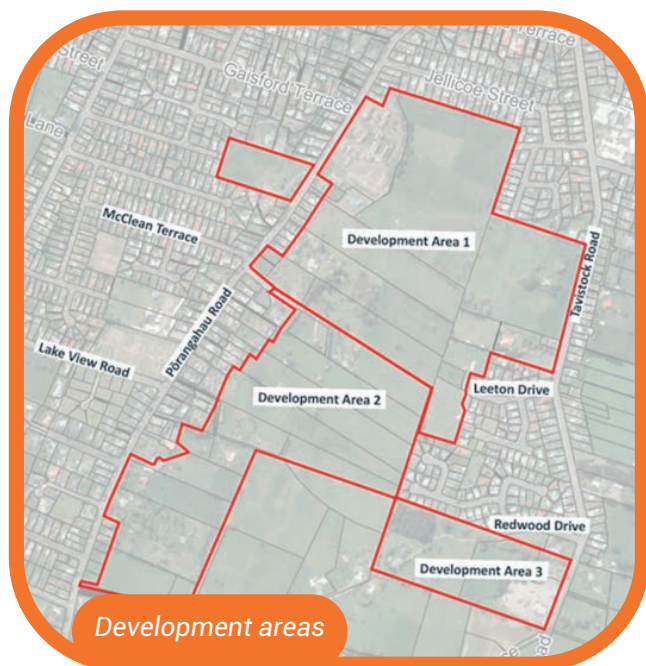 Terrace
Street
Gaisford Terrace
Jellicoe Street
Lane
McClean Terrace
Development Area 1
Tavistock Road
Pōrangahau Road
Lake View Road
Leeton Drive
Development Area 2
Redwood Drive
Development Area 3
Development areas